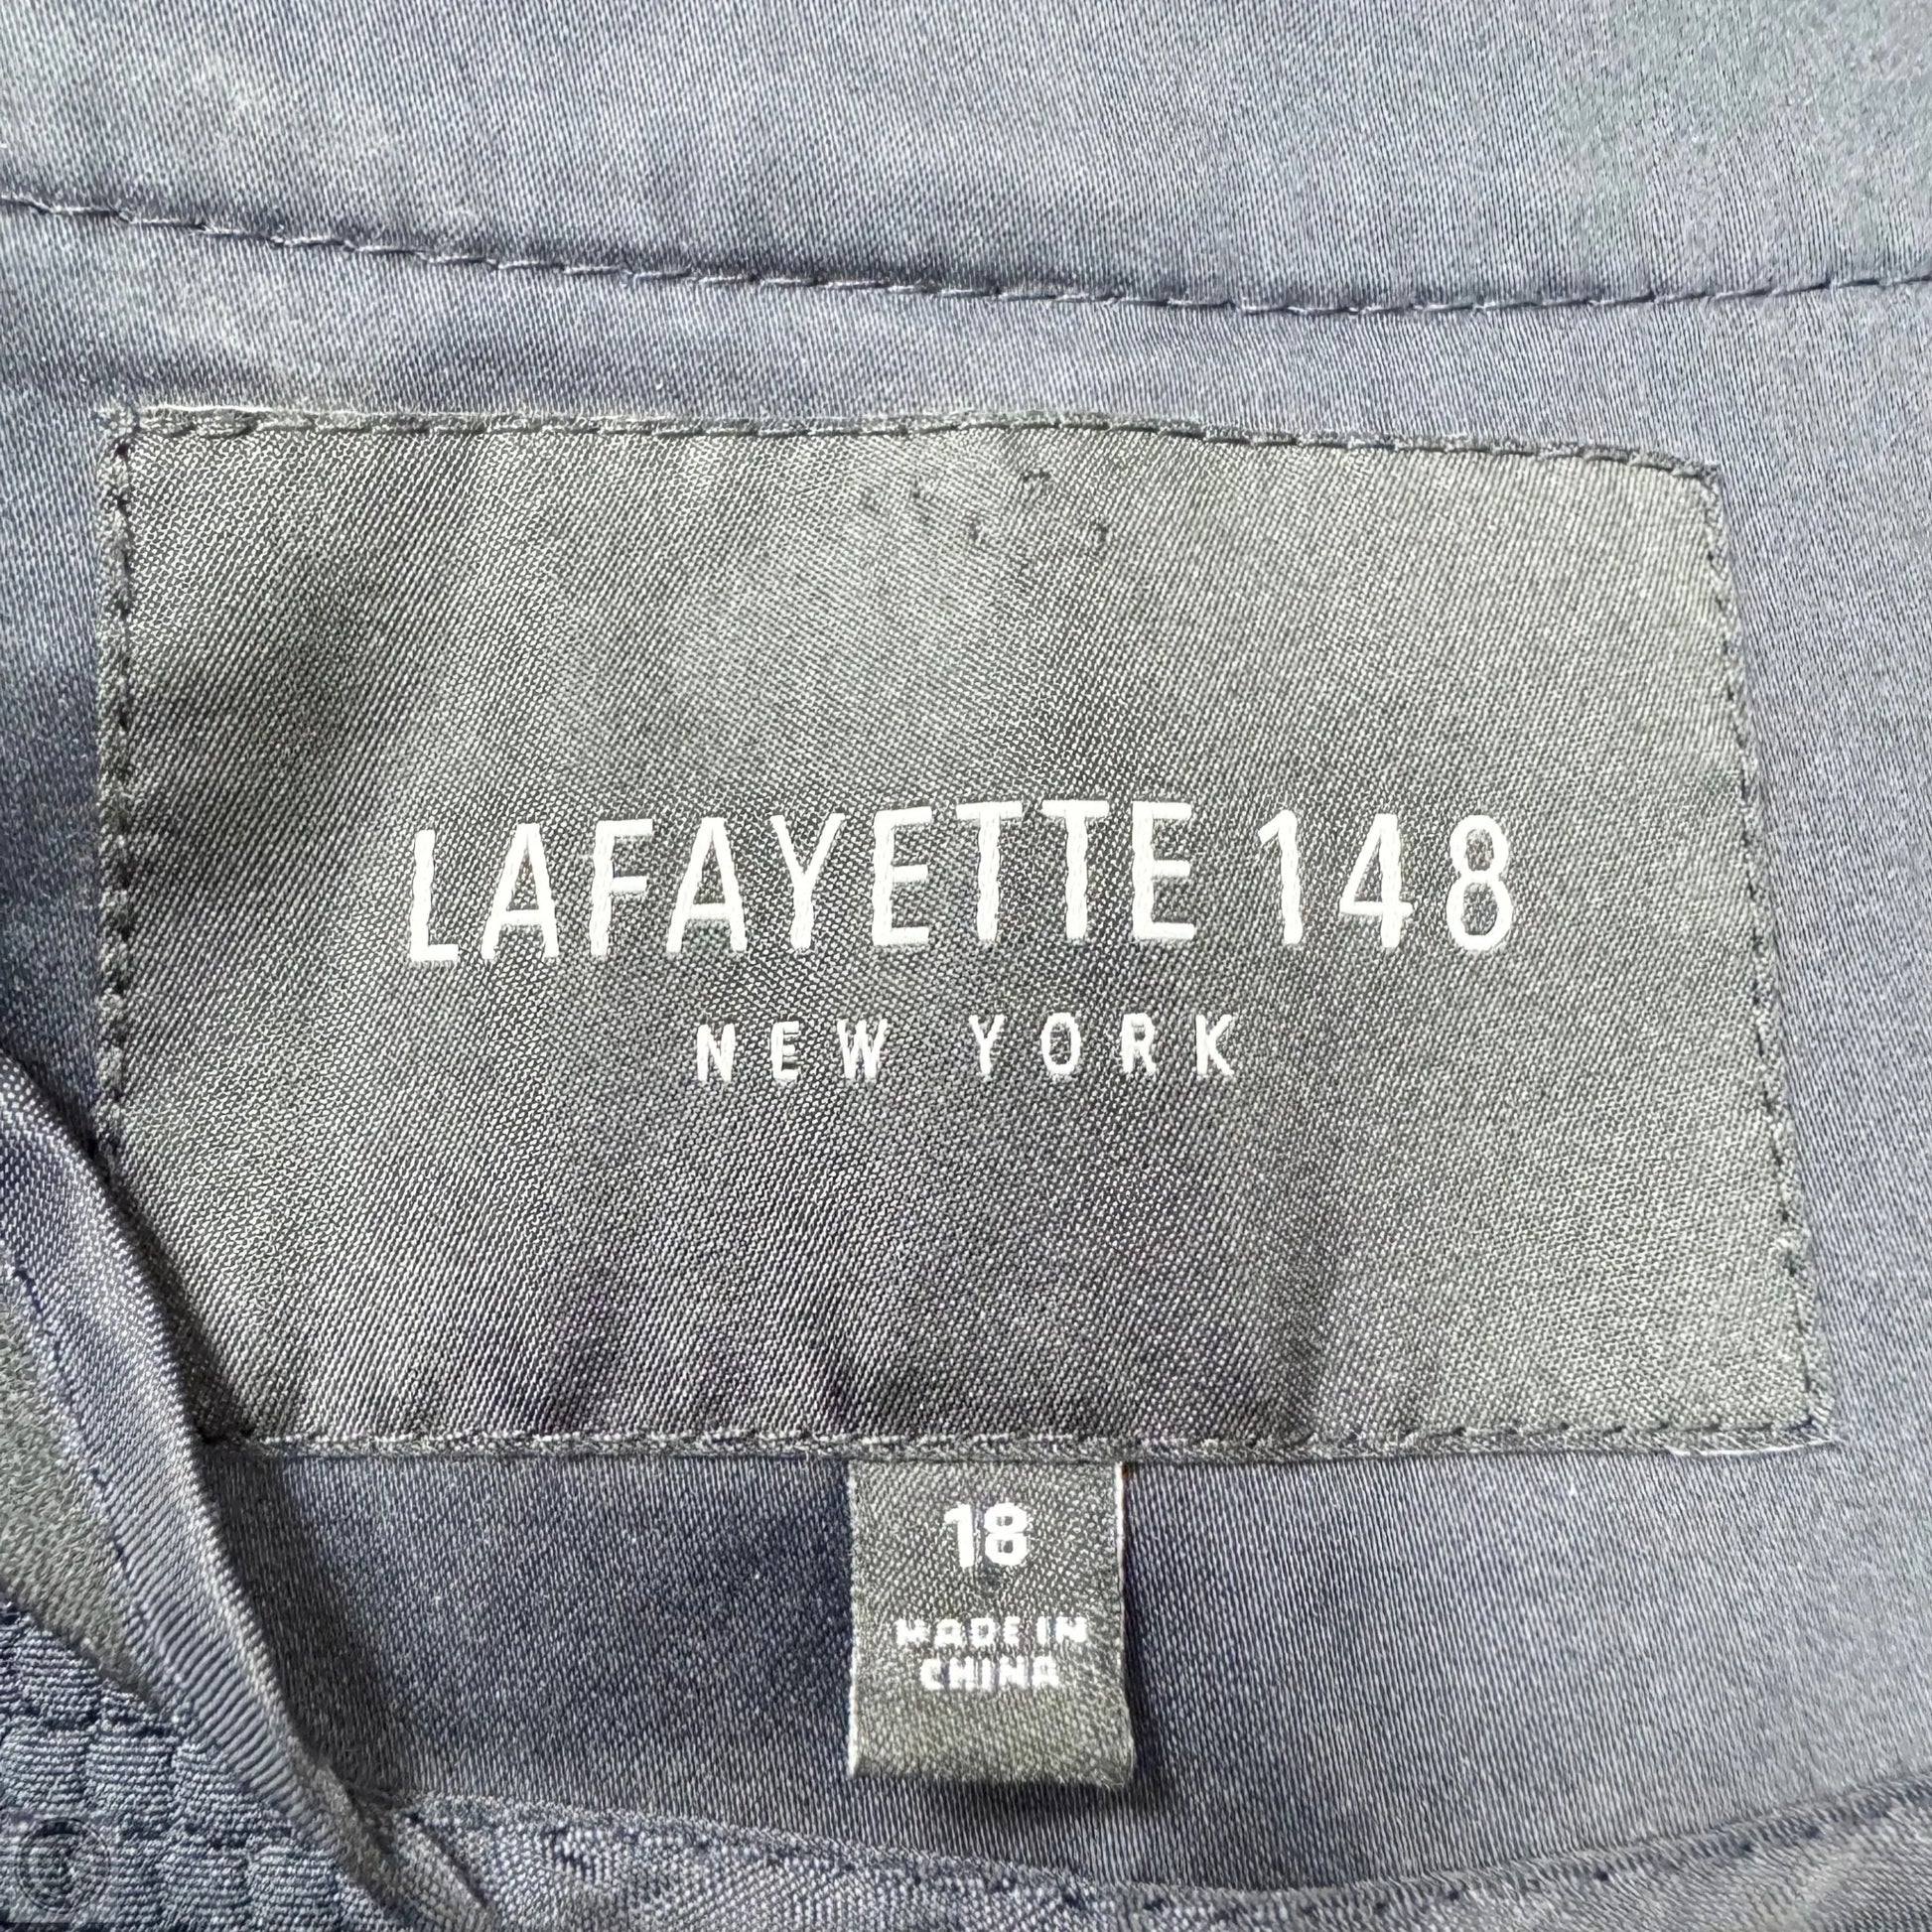 LAFAYETTE 148
NEW YORK
18
MADE IN
CHINA